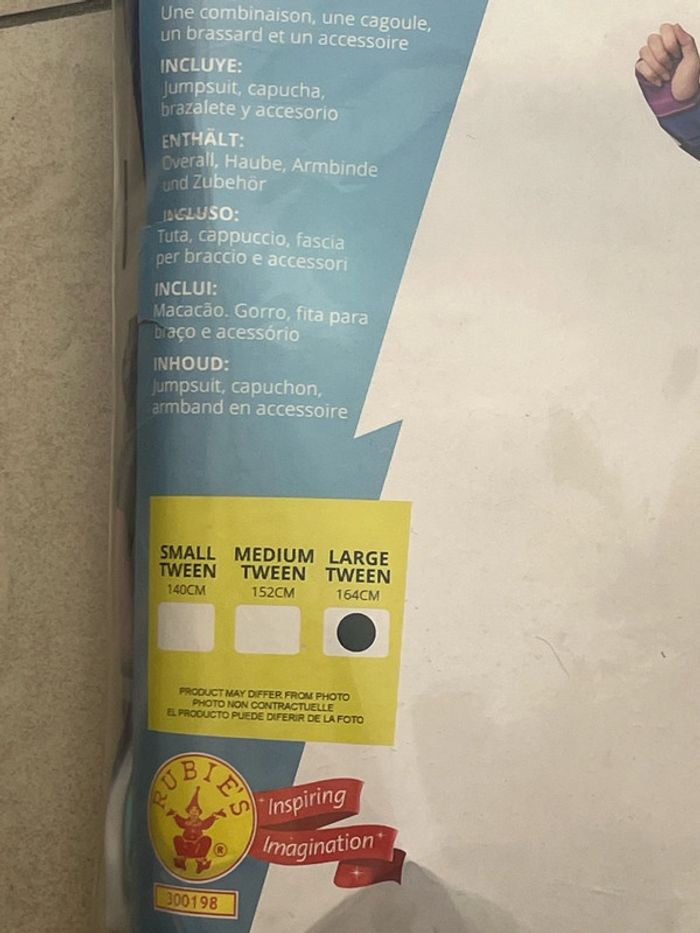 Une combinaison, une cagoule,
un brassard et un accessoire
INCLUYE:
Jumpsuit, capucha,
brazalete y accesorio
ENTHÄLT:
Overall, Haube, Armbinde
und Zubehör
INCLUSO:
Tuta, cappuccio, fascia
per braccio e accessori
INCLUI:
Macacão. Gorro, fita para
braço e acessório
INHOUD:
Jumpsuit, capuchon,
armband en accessoire
SMALL MEDIUM LARGE
TWEEN TWEEN TWEEN
140CM 152CM 164CM
PRODUCT MAY DIFFER FROM PHOTO
PHOTO NON CONTRACTUELLE
EL PRODUCTO PUEDE DIFERIR DE LA FOTO
RUBIE'S
®
Inspiring
Imagination
300198